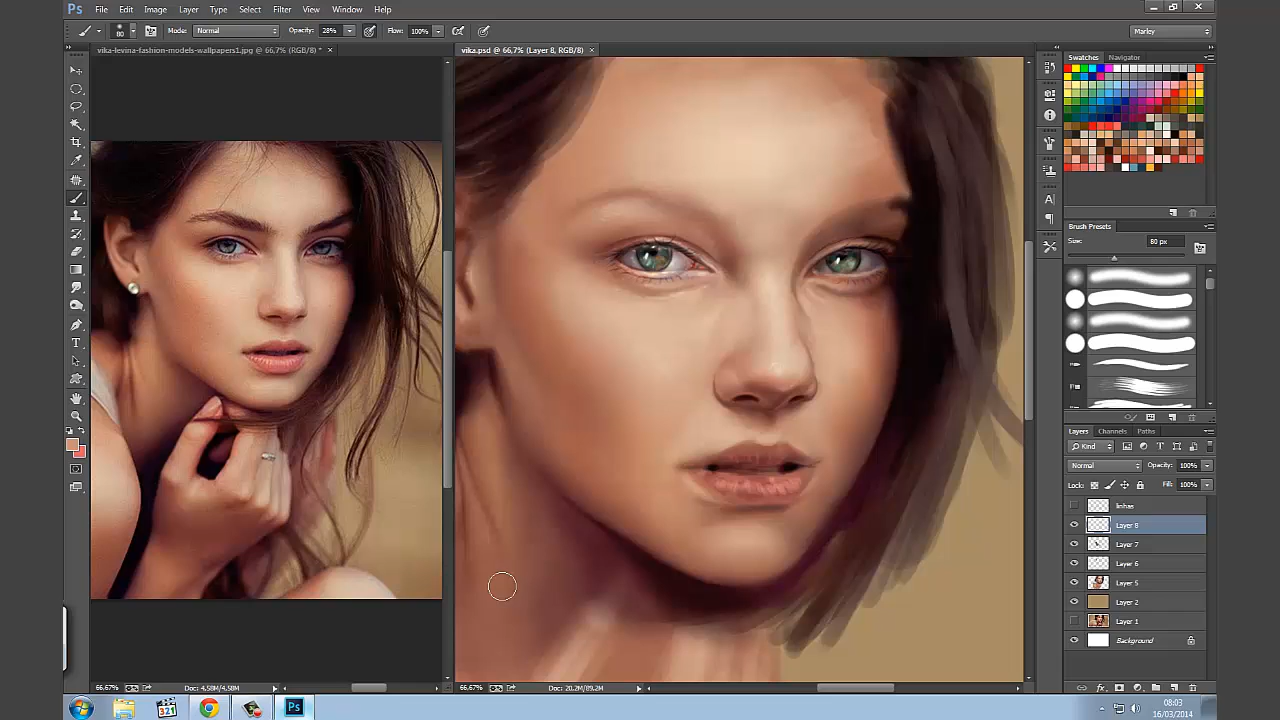 Ps File Edit Image Layer Type Select Filter View Window Help
80 Mode: Normal Opacity: 28% Flow: 100% Marley
vika-levina-fashion-models-wallpapers1.jpg @ 66,7% (RGB/8) * ×
vika.psd @ 66,7% (Layer 8, RGB/8) ×
Swatches Navigator
Brush Presets
Size: 80 px
Layers Channels Paths
Kind
Normal Opacity: 100%
Lock: Fill: 100%
linhas
Layer 8
Layer 7
Layer 6
Layer 5
Layer 2
Layer 1
Background
66,67% Doc: 4,58M/4,58M
66,67% Doc: 20,2M/89,2M
321
Ps
08:03
16/03/2014